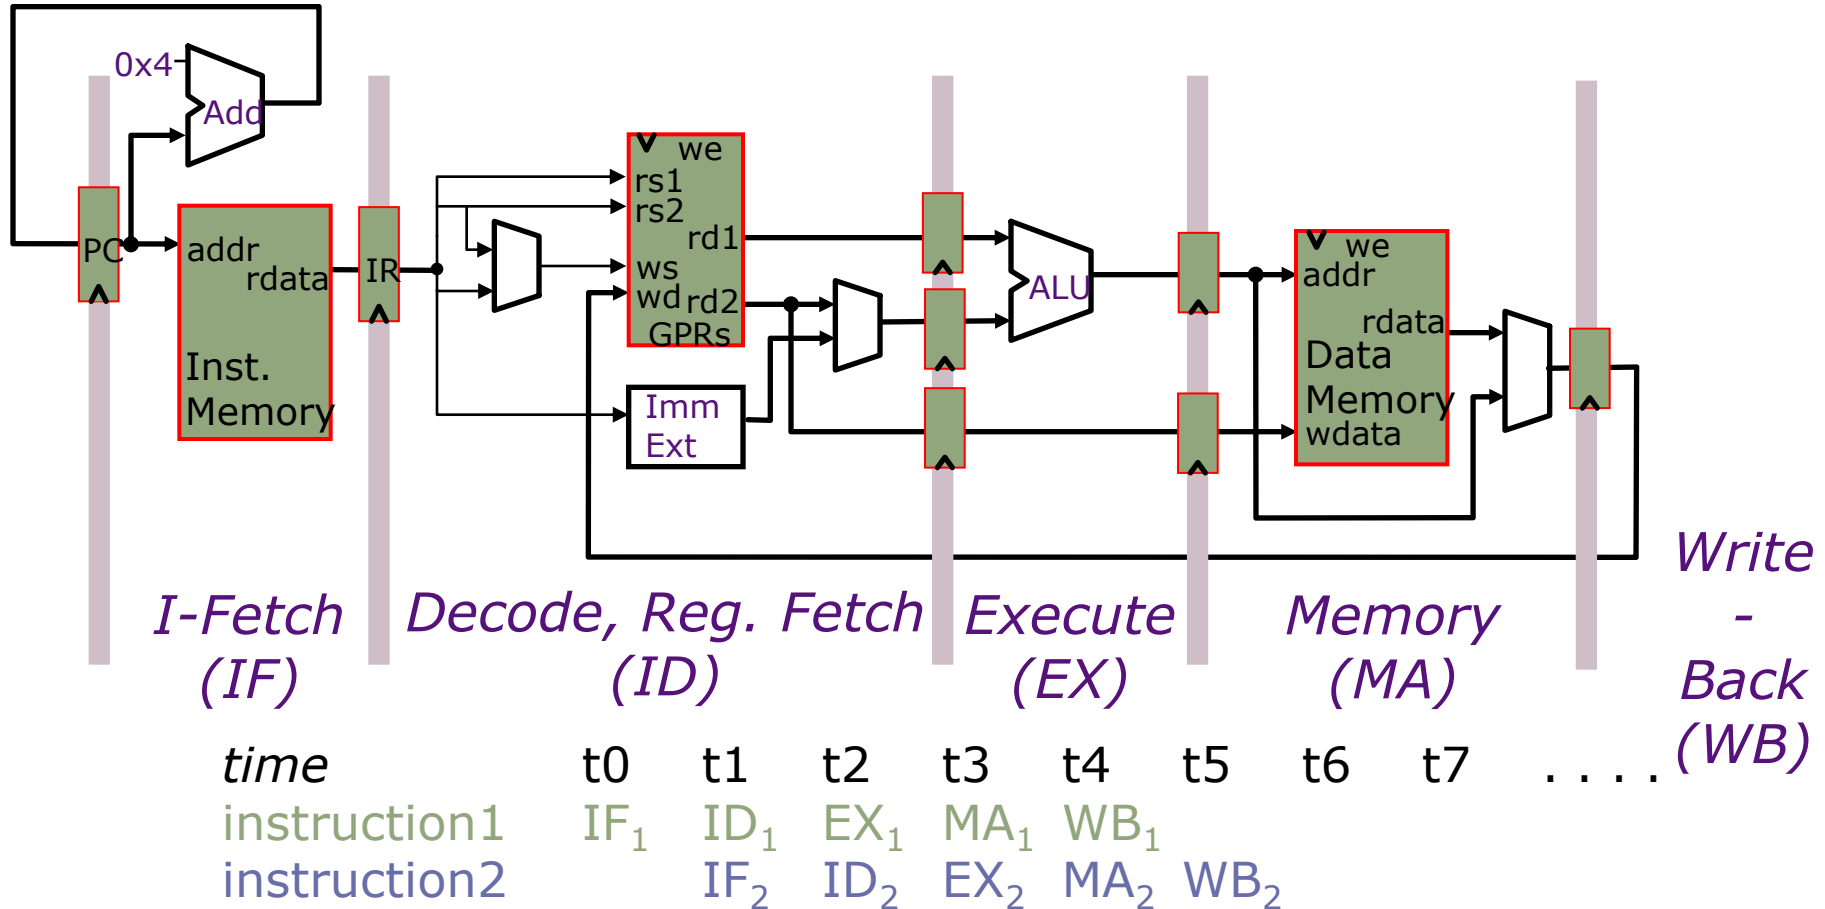 0x4
Add
PC
addr
rdata
Inst.
Memory
IR
we
rs1
rs2
rd1
ws
wd
rd2
GPRs
Imm
Ext
ALU
we
addr
rdata
Data
Memory
wdata
I-Fetch
(IF)
Decode, Reg. Fetch
(ID)
Execute
(EX)
Memory
(MA)
Write
-
Back
(WB)
time t0 t1 t2 t3 t4 t5 t6 t7 . . . .
instruction1 IF₁ ID₁ EX₁ MA₁ WB₁
instruction2 IF₂ ID₂ EX₂ MA₂ WB₂